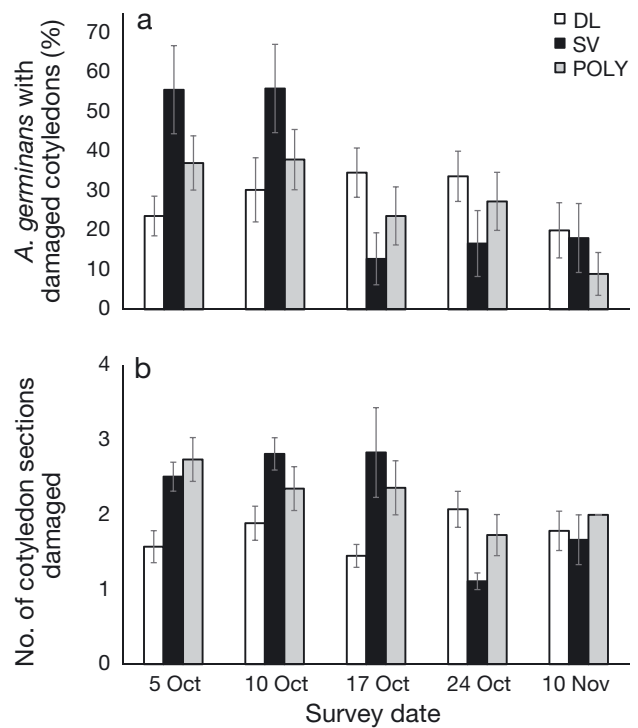 a
DL
SV
POLY
A. germinans with
damaged cotyledons (%)
70
60
50
40
30
20
10
0
b
No. of cotyledon sections
damaged
4
3
2
1
0
5 Oct
10 Oct
17 Oct
24 Oct
10 Nov
Survey date